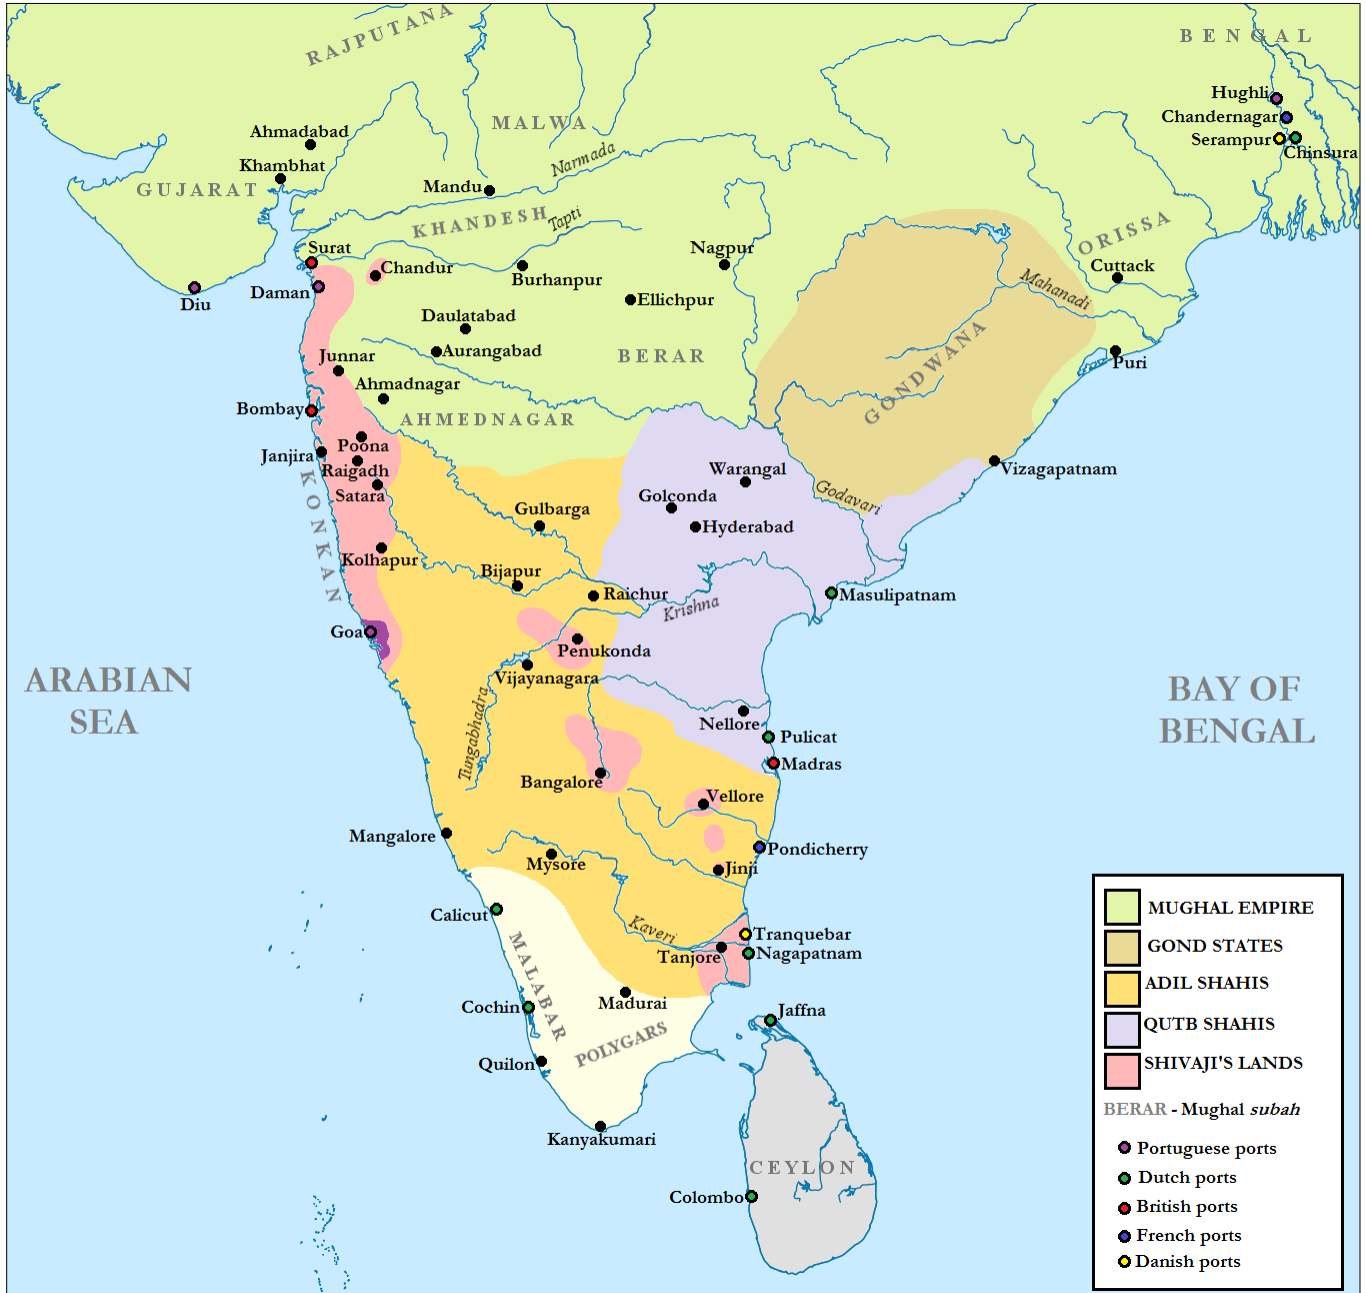 RAJPUTANA
BENGAL
Hughli
Chandernagar
Serampur
Chinsura
MALWA
Ahmadabad
Khambhat
GUJARAT
Mandu
Narmada
KHANDESH
Tapti
ORISSA
Surat
Chandur
Nagpur
Burhanpur
Cuttack
Mahanadi
Daman
Diu
Ellichpur
Daulatabad
Aurangabad
BERAR
GONDWANA
Puri
Junnar
Ahmadnagar
Bombay
AHMEDNAGAR
Poona
Janjira
Raigadh
Satara
KONKAN
Warangal
Vizagapatnam
Golconda
Godavari
Gulbarga
Hyderabad
Kolhapur
Bijapur
Raichur
Krishna
Masulipatnam
Goa
Penukonda
Vijayanagara
ARABIAN
SEA
BAY OF
BENGAL
Tungabhadra
Nellore
Pulicat
Madras
Bangalore
Vellore
Mangalore
Pondicherry
Mysore
Jinji
Calicut
MALABAR
Kaveri
Tranquebar
Tanjore
Nagapatnam
Cochin
Madurai
Jaffna
POLYGARS
Quilon
Kanyakumari
CEYLON
Colombo
MUGHAL EMPIRE
GOND STATES
ADIL SHAHIS
QUTB SHAHIS
SHIVAJI'S LANDS
BERAR - Mughal subah
Portuguese ports
Dutch ports
British ports
French ports
Danish ports